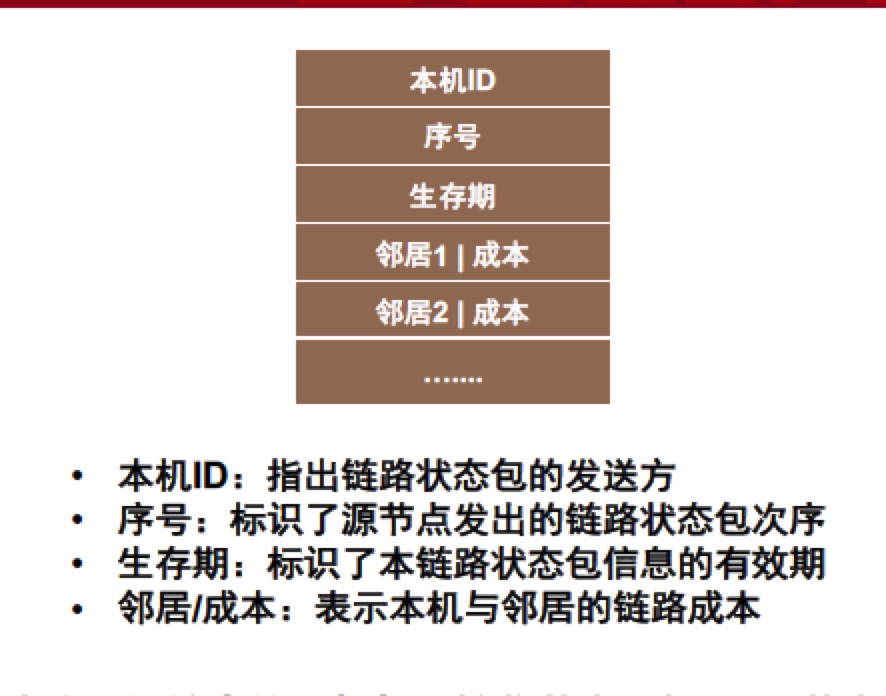 本机ID
序号
生存期
邻居1 | 成本
邻居2 | 成本
…....
• 本机ID：指出链路状态包的发送方
• 序号：标识了源节点发出的链路状态包次序
• 生存期：标识了本链路状态包信息的有效期
• 邻居/成本：表示本机与邻居的链路成本